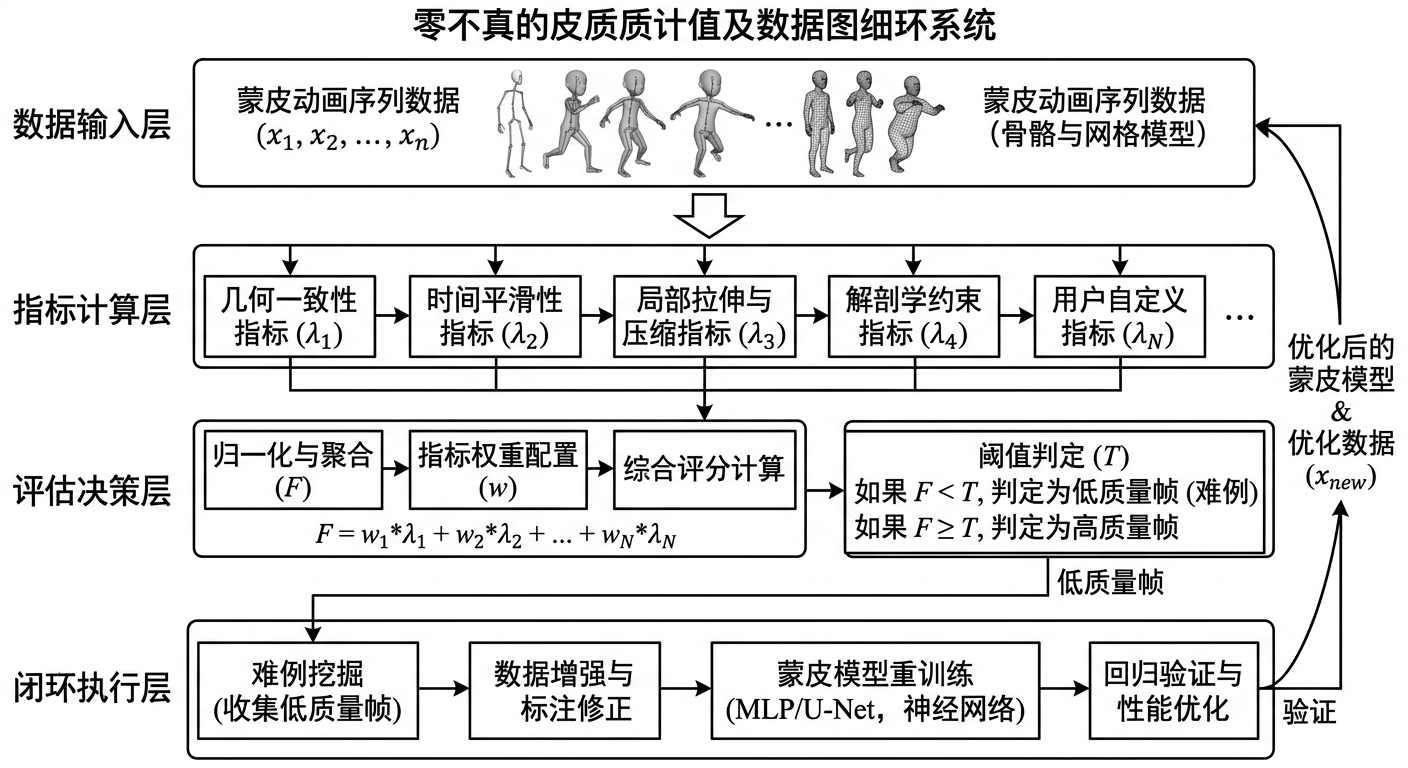 零不真的皮质质计值及数据图细环系统
数据输入层
蒙皮动画序列数据
(x₁, x₂, ..., xₙ)
...
蒙皮动画序列数据
（骨骼与网格模型）
指标计算层
几何一致性
指标 (λ₁)
时间平滑性
指标 (λ₂)
局部拉伸与
压缩指标 (λ₃)
解剖学约束
指标 (λ₄)
用户自定义
指标 (λ_N)
...
优化后的
蒙皮模型
&
优化数据
(x_new)
评估决策层
归一化与聚合
(F)
指标权重配置
(w)
综合评分计算
F = w₁*λ₁ + w₂*λ₂ + ... + w_N*λ_N
阈值判定 (T)
如果 F < T, 判定为低质量帧 (难例)
如果 F ≥ T, 判定为高质量帧
低质量帧
闭环执行层
难例挖掘
(收集低质量帧)
数据增强与
标注修正
蒙皮模型重训练
(MLP/U-Net，神经网络)
回归验证与
性能优化
验证